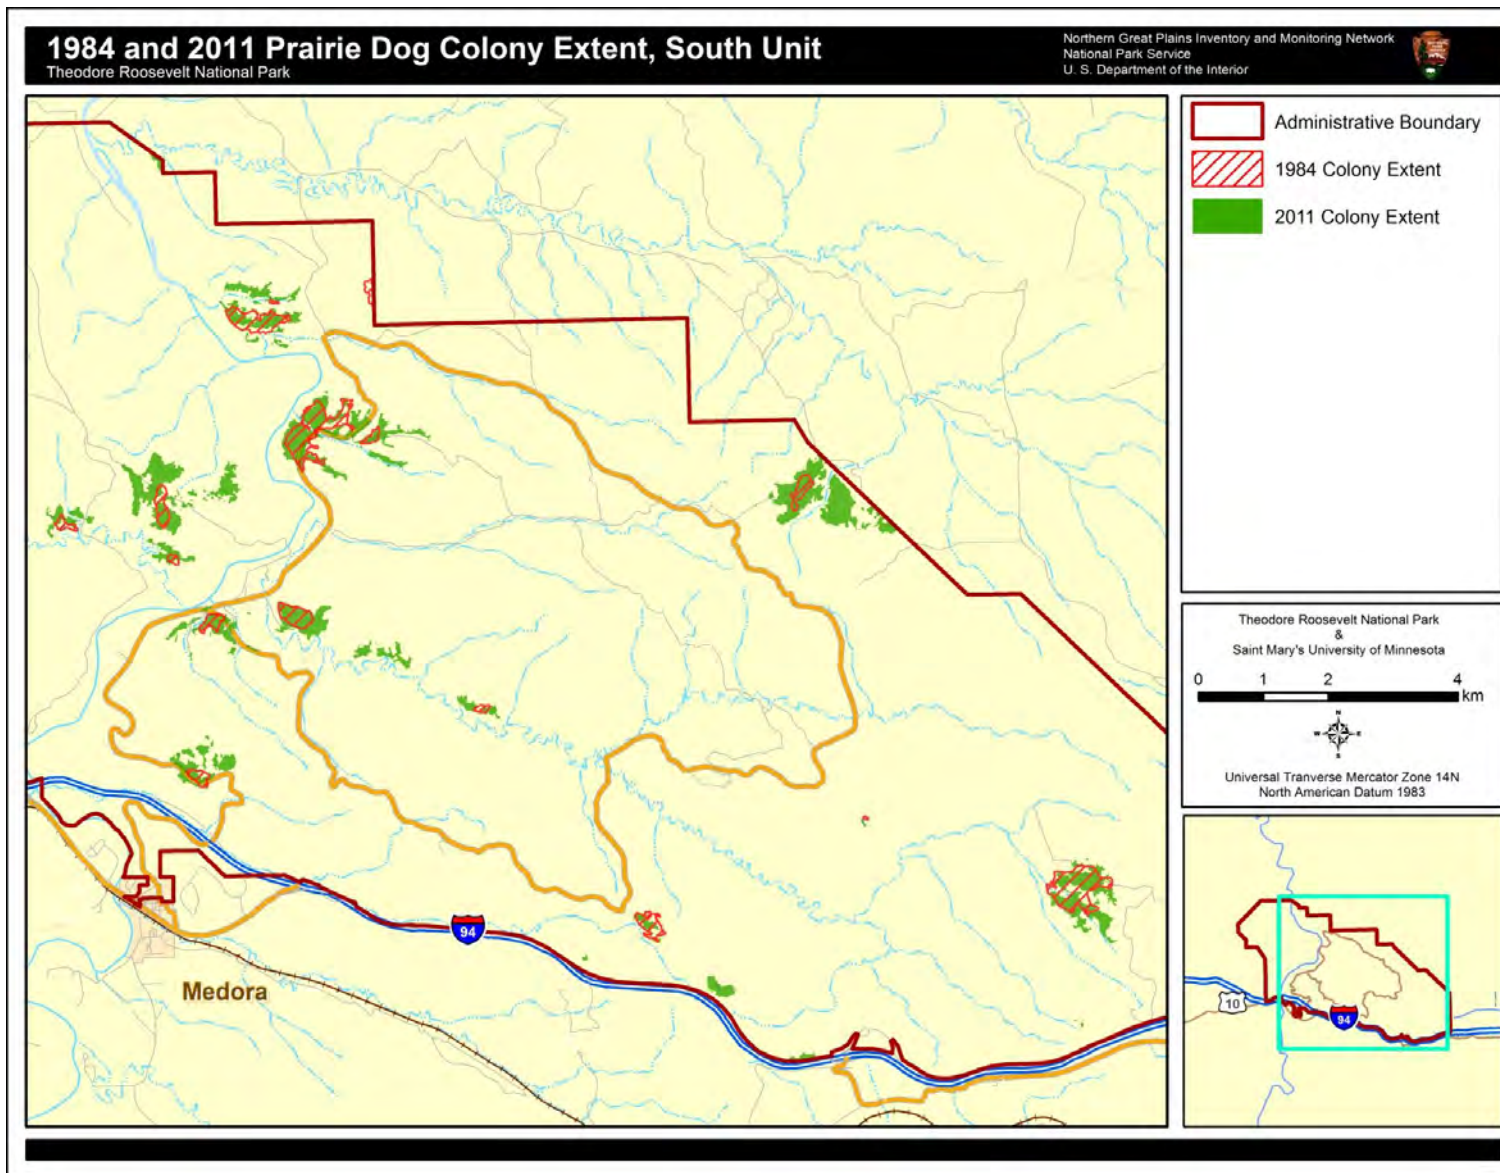 1984 and 2011 Prairie Dog Colony Extent, South Unit
Theodore Roosevelt National Park
Northern Great Plains Inventory and Monitoring Network
National Park Service
U. S. Department of the Interior
Administrative Boundary
1984 Colony Extent
2011 Colony Extent
Theodore Roosevelt National Park
&
Saint Mary's University of Minnesota
0 1 2 4
km
N
W E
S
Universal Tranverse Mercator Zone 14N
North American Datum 1983
94
Medora
10
94